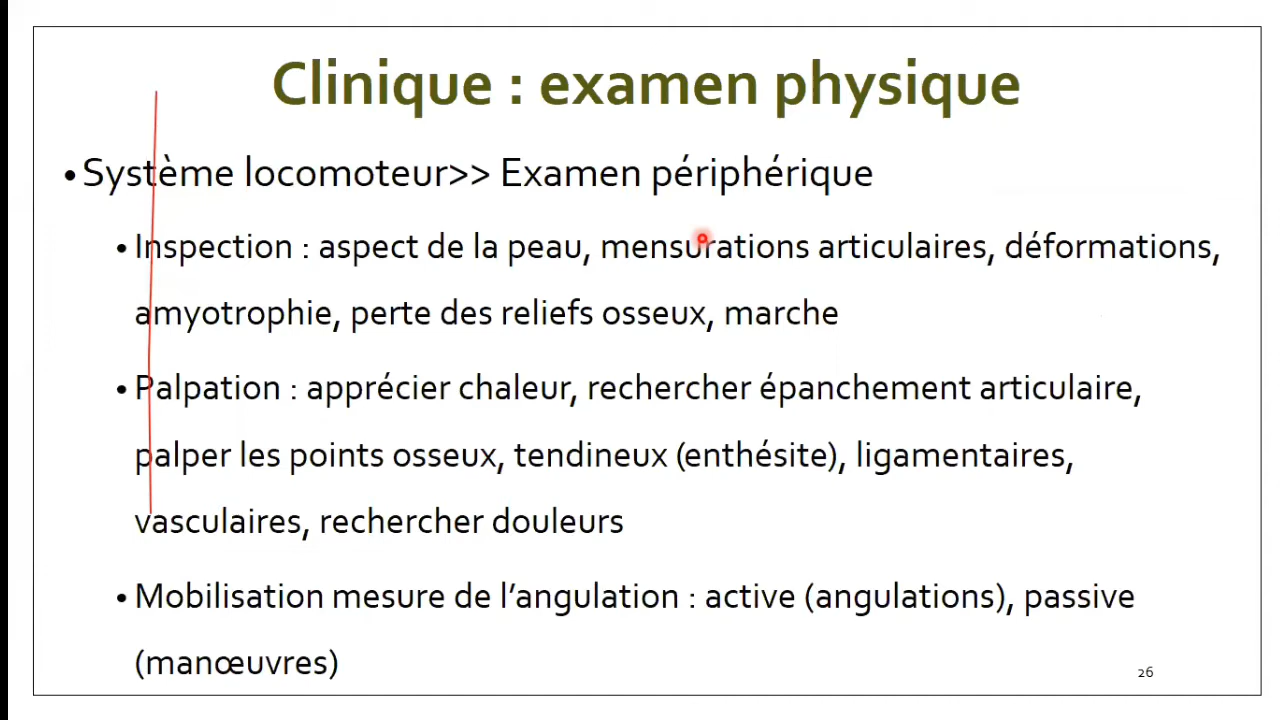 Clinique : examen physique
•Système locomoteur>> Examen périphérique
•Inspection : aspect de la peau, mensurations articulaires, déformations,
amyotrophie, perte des reliefs osseux, marche
•Palpation : apprécier chaleur, rechercher épanchement articulaire,
palper les points osseux, tendineux (enthésite), ligamentaires,
vasculaires, rechercher douleurs
•Mobilisation mesure de l’angulation : active (angulations), passive
(manœuvres)
26